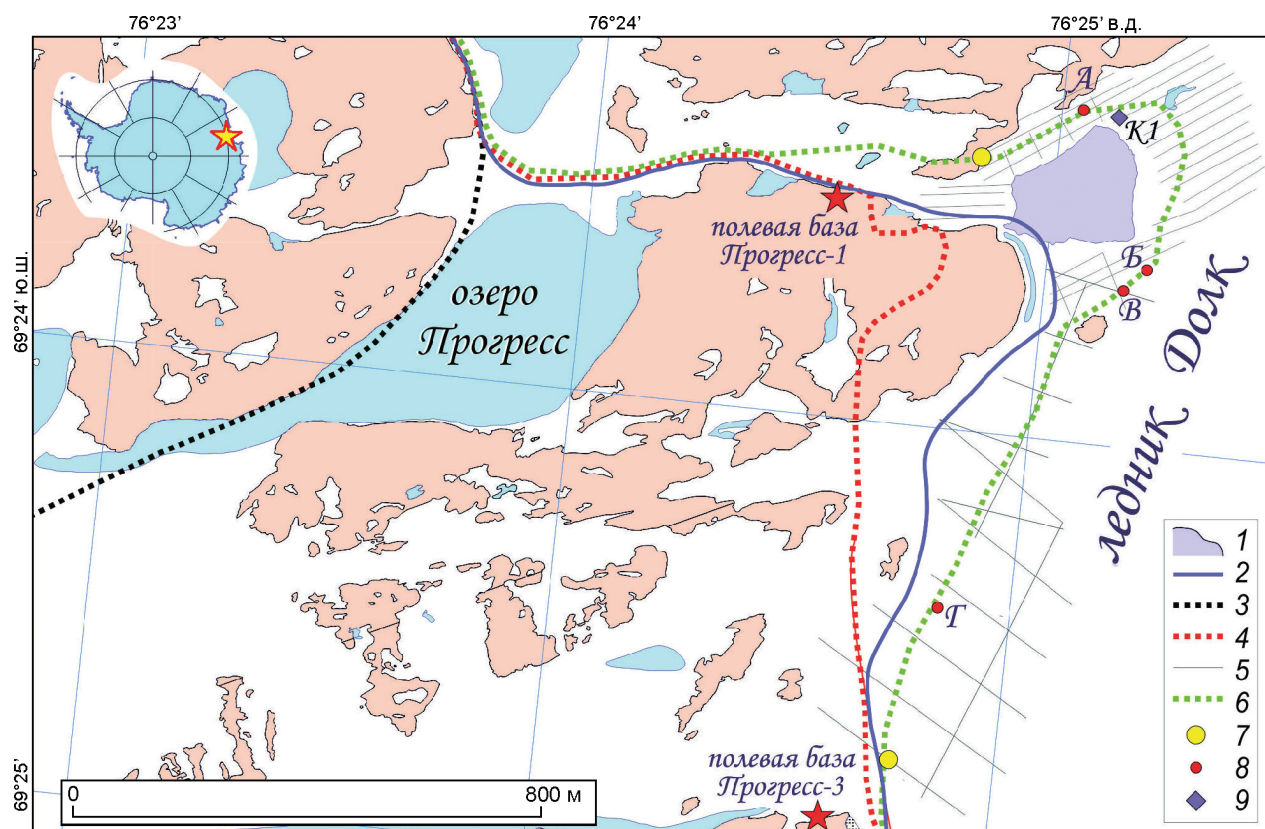 76°23'
76°24'
76°25' в.д.
А
К1
полевая база
Прогресс-1
Б
В
69°24' ю.ш.
озеро
Прогресс
ледник Долк
Г
1
2
3
4
5
6
7
8
9
полевая база
Прогресс-3
69°25'
0
800 м